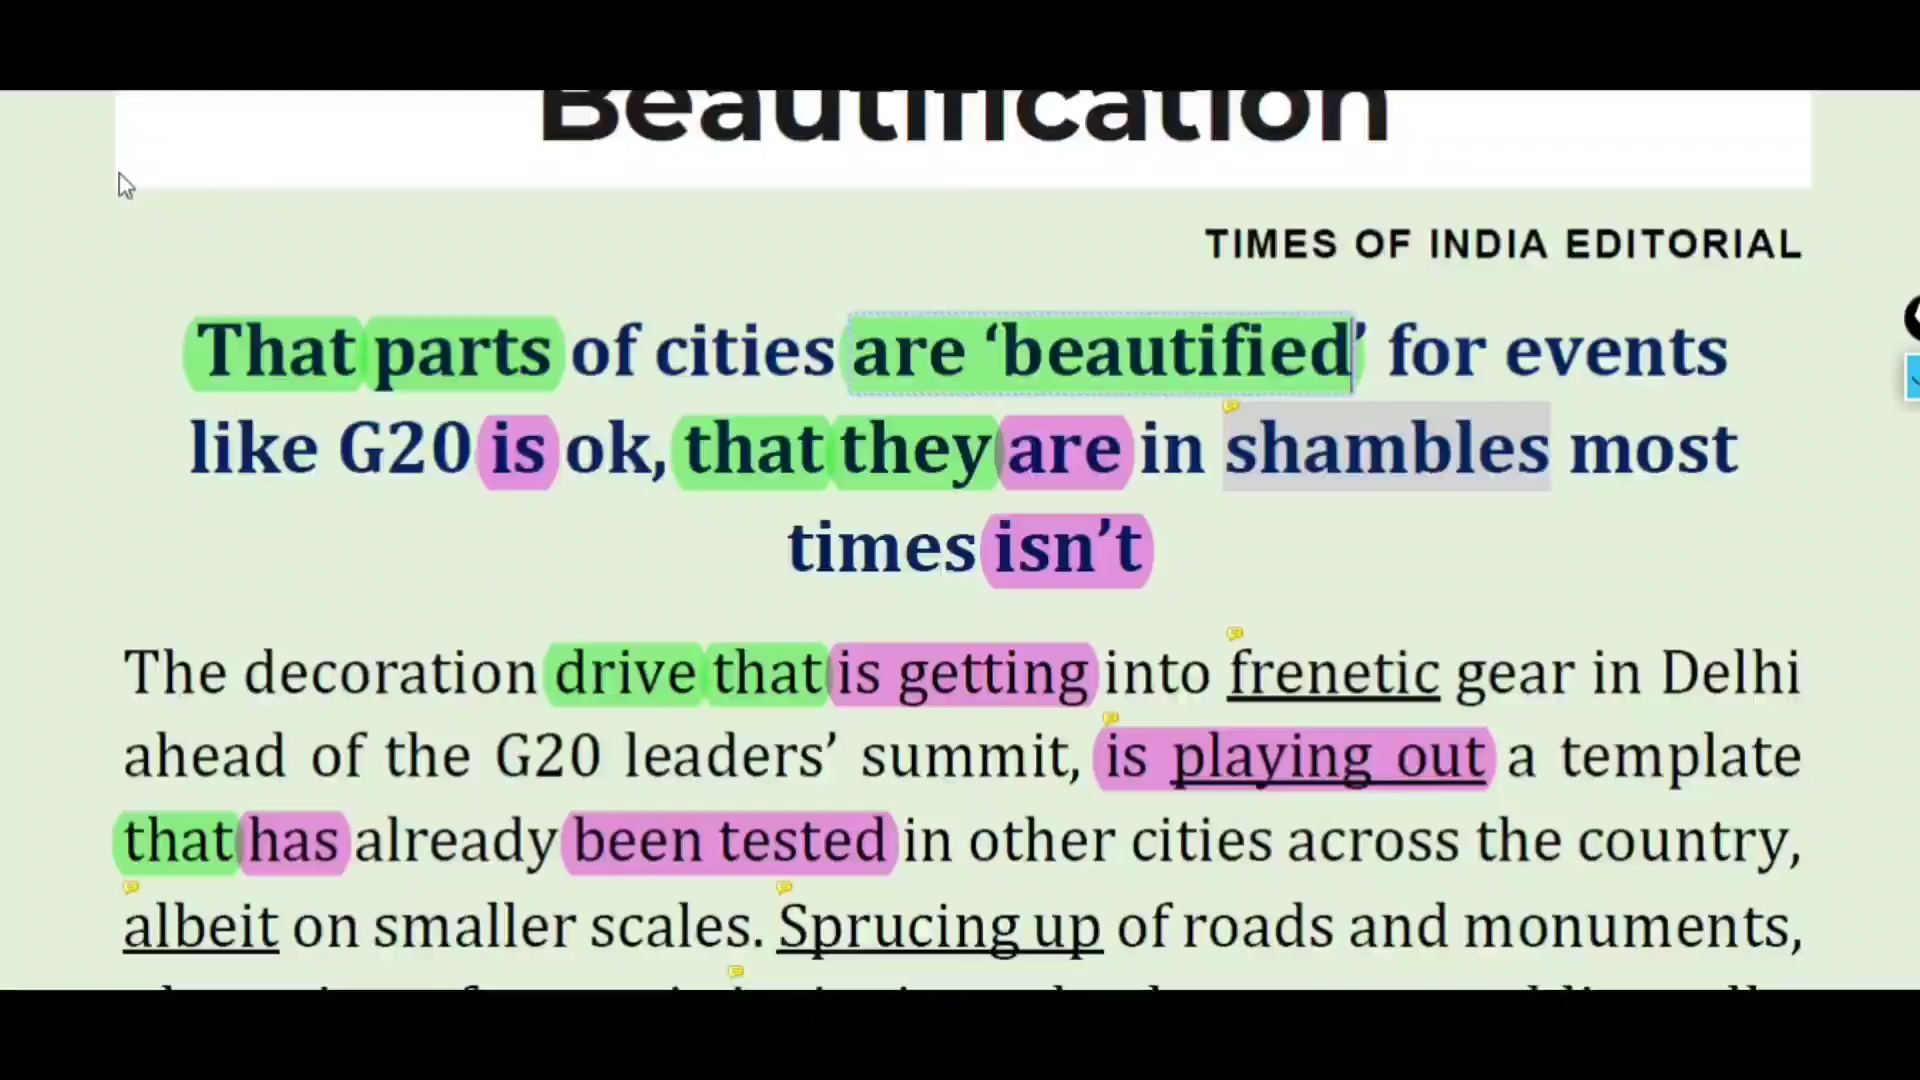 Beautification
TIMES OF INDIA EDITORIAL
That parts of cities are ‘beautified’ for events
like G20 is ok, that they are in shambles most
times isn’t
The decoration drive that is getting into frenetic gear in Delhi
ahead of the G20 leaders’ summit, is playing out a template
that has already been tested in other cities across the country,
albeit on smaller scales. Sprucing up of roads and monuments,